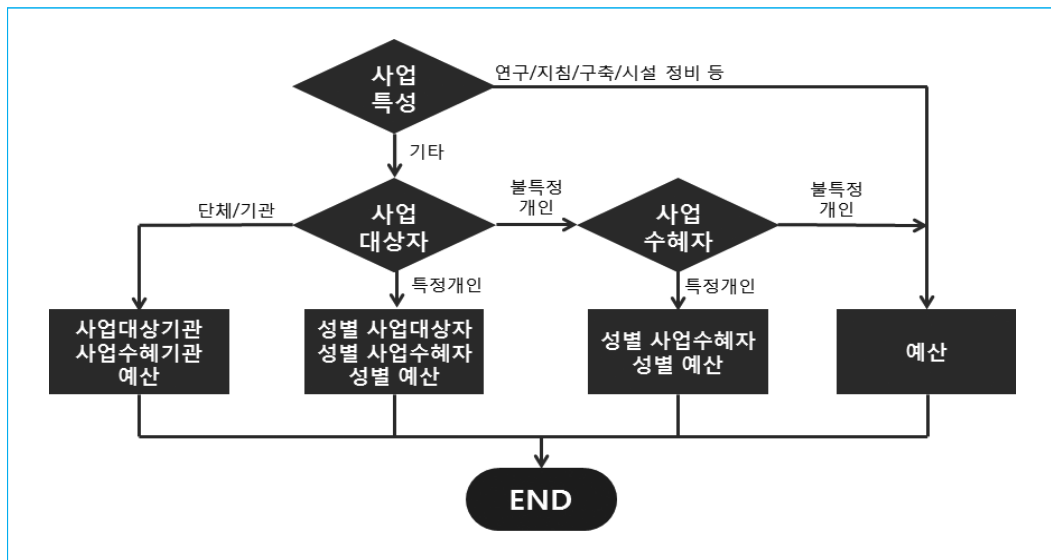 사업
특성
연구/지침/구축/시설 정비 등
기타
단체/기관
사업
대상자
불특정
개인
사업
수혜자
불특정
개인
특정개인
특정개인
사업대상기관
사업수혜기관
예산
성별 사업대상자
성별 사업수혜자
성별 예산
성별 사업수혜자
성별 예산
예산
END